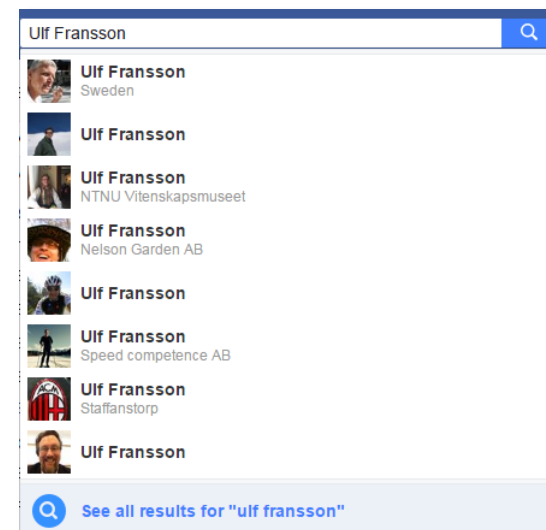 Ulf Fransson
Ulf Fransson
Sweden
Ulf Fransson
Ulf Fransson
NTNU Vitenskapsmuseet
Ulf Fransson
Nelson Garden AB
Ulf Fransson
Ulf Fransson
Speed competence AB
Ulf Fransson
Staffanstorp
Ulf Fransson
See all results for "ulf fransson"